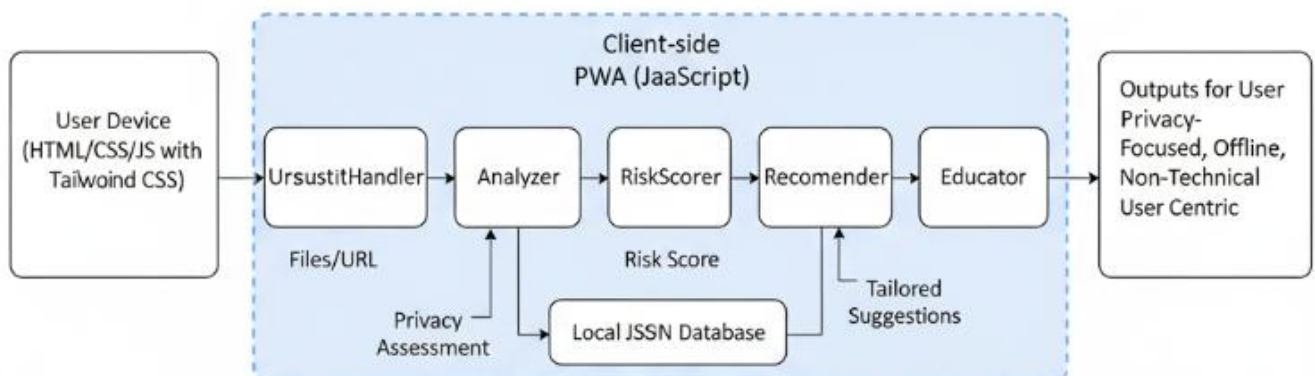 Client-side
PWA (JaaScript)
User Device
(HTML/CSS/JS with
Tailwoind CSS)
UrsustitHandler
Analyzer
RiskScorer
Recomender
Educator
Outputs for User
Privacy-
Focused, Offline,
Non-Technical
User Centric
Files/URL
Risk Score
Privacy
Assessment
Local JSSN Database
Tailored
Suggestions